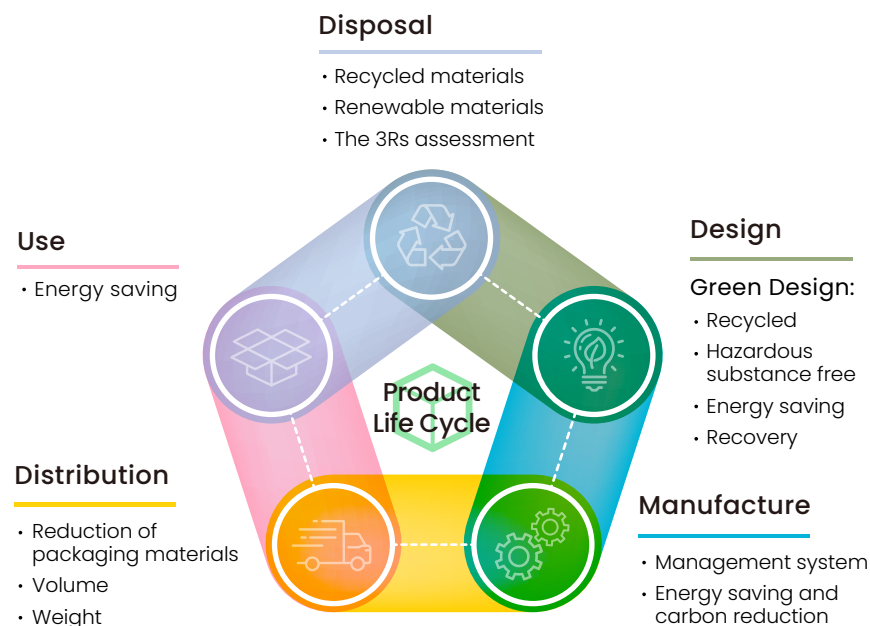 Disposal
· Recycled materials
· Renewable materials
· The 3Rs assessment
Use
· Energy saving
Design
Green Design:
· Recycled
· Hazardous
substance free
· Energy saving
· Recovery
Product
Life Cycle
Distribution
· Reduction of
packaging materials
· Volume
· Weight
Manufacture
· Management system
· Energy saving and
carbon reduction